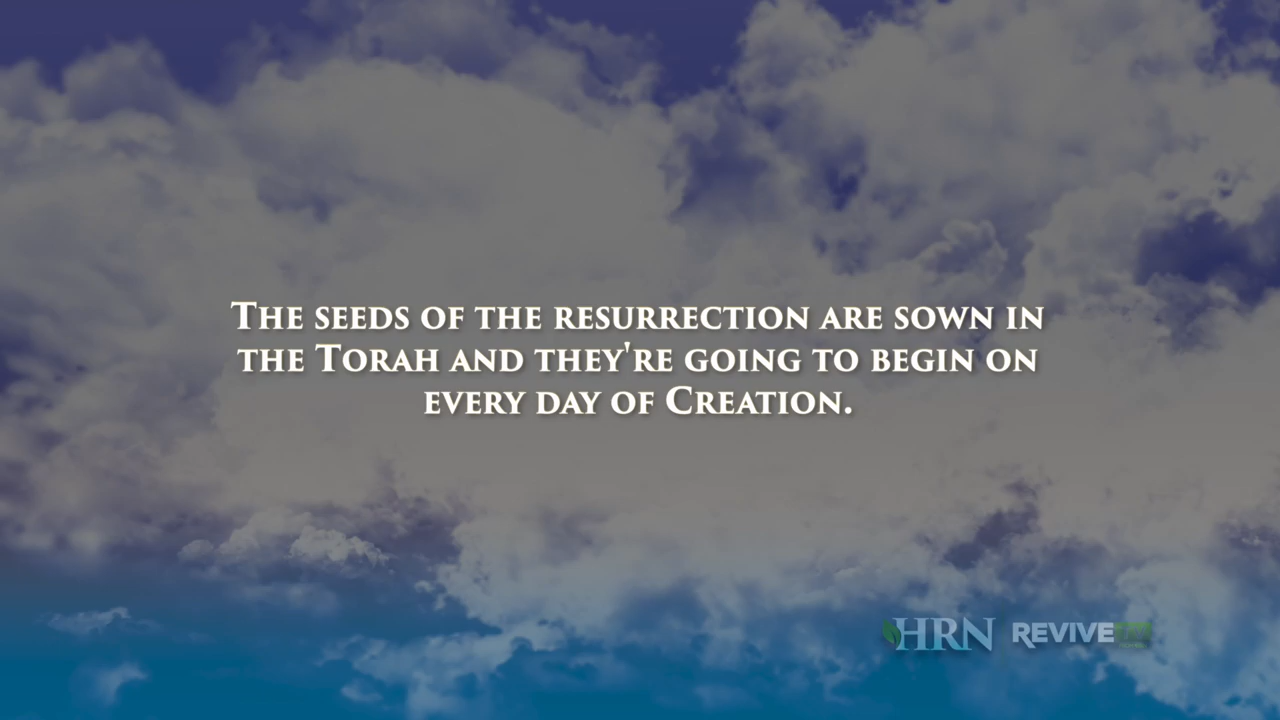 The seeds of the resurrection are sown in
the Torah and they're going to begin on
every day of Creation.
HRN REVIVE